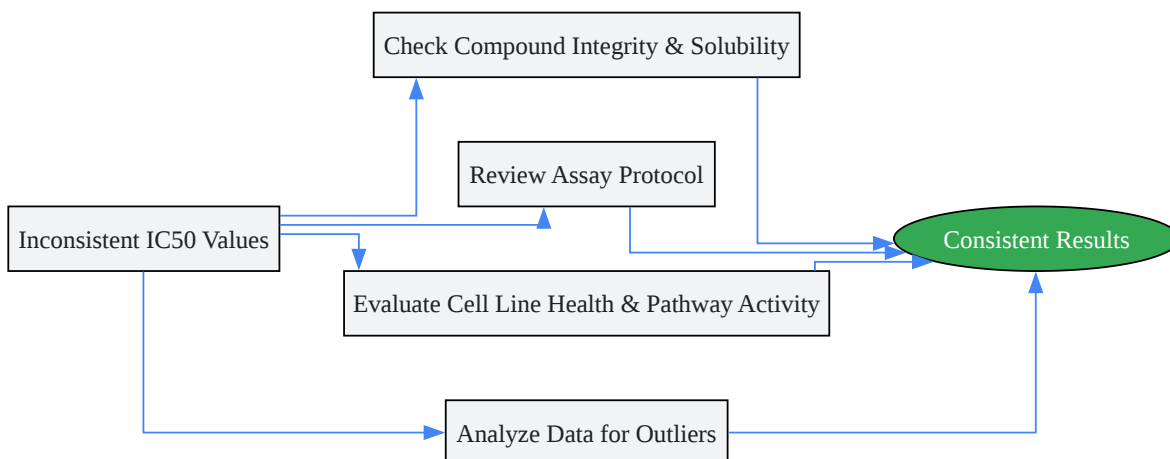 Check Compound Integrity & Solubility
Review Assay Protocol
Inconsistent IC50 Values
Consistent Results
Evaluate Cell Line Health & Pathway Activity
Analyze Data for Outliers